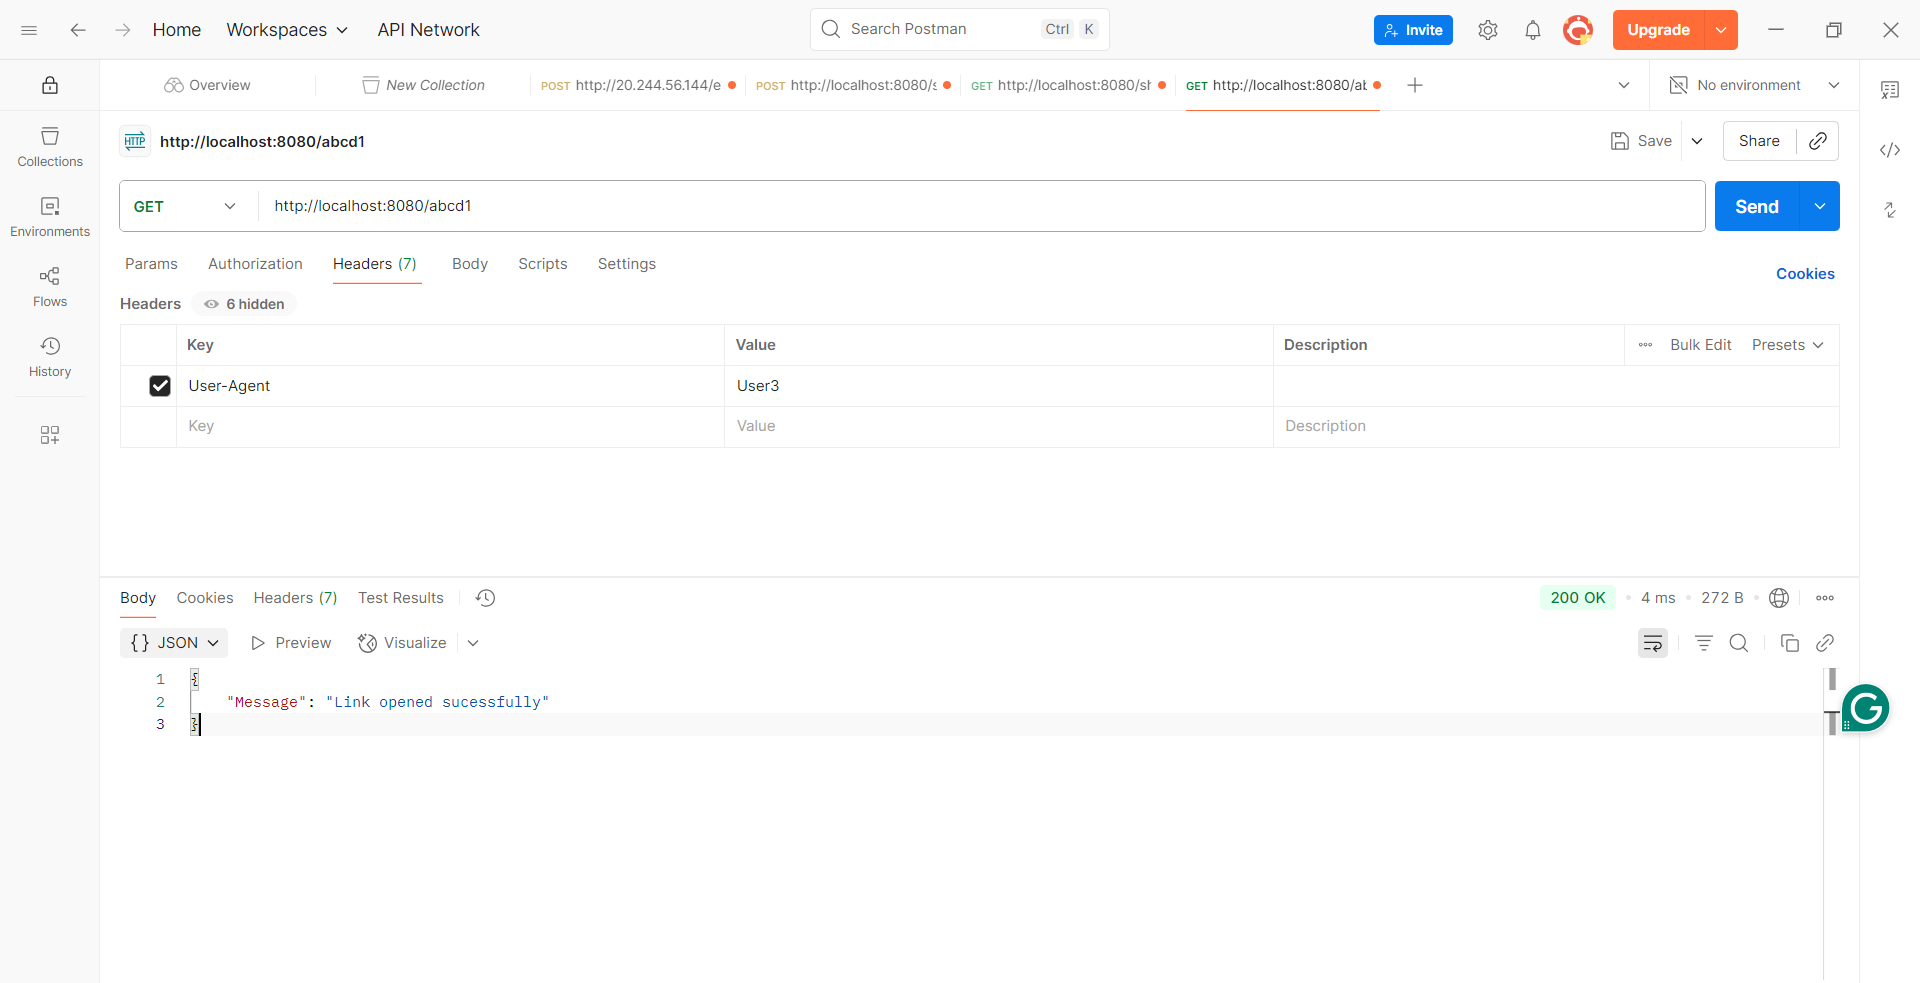 Home Workspaces API Network Search Postman Ctrl K Invite Upgrade
Overview New Collection POST http://20.244.56.144/e POST http://localhost:8080/s GET http://localhost:8080/sh GET http://localhost:8080/ab No environment
HTTP http://localhost:8080/abcd1 Save Share
Collections
GET http://localhost:8080/abcd1 Send
Environments
Params Authorization Headers (7) Body Scripts Settings Cookies
Flows
Headers 6 hidden
Key Value Description Bulk Edit Presets
History
User-Agent User3
Key Value Description
Body Cookies Headers (7) Test Results 200 OK 4 ms 272 B
{} JSON Preview Visualize
1 {
2 "Message": "Link opened sucessfully"
3 }